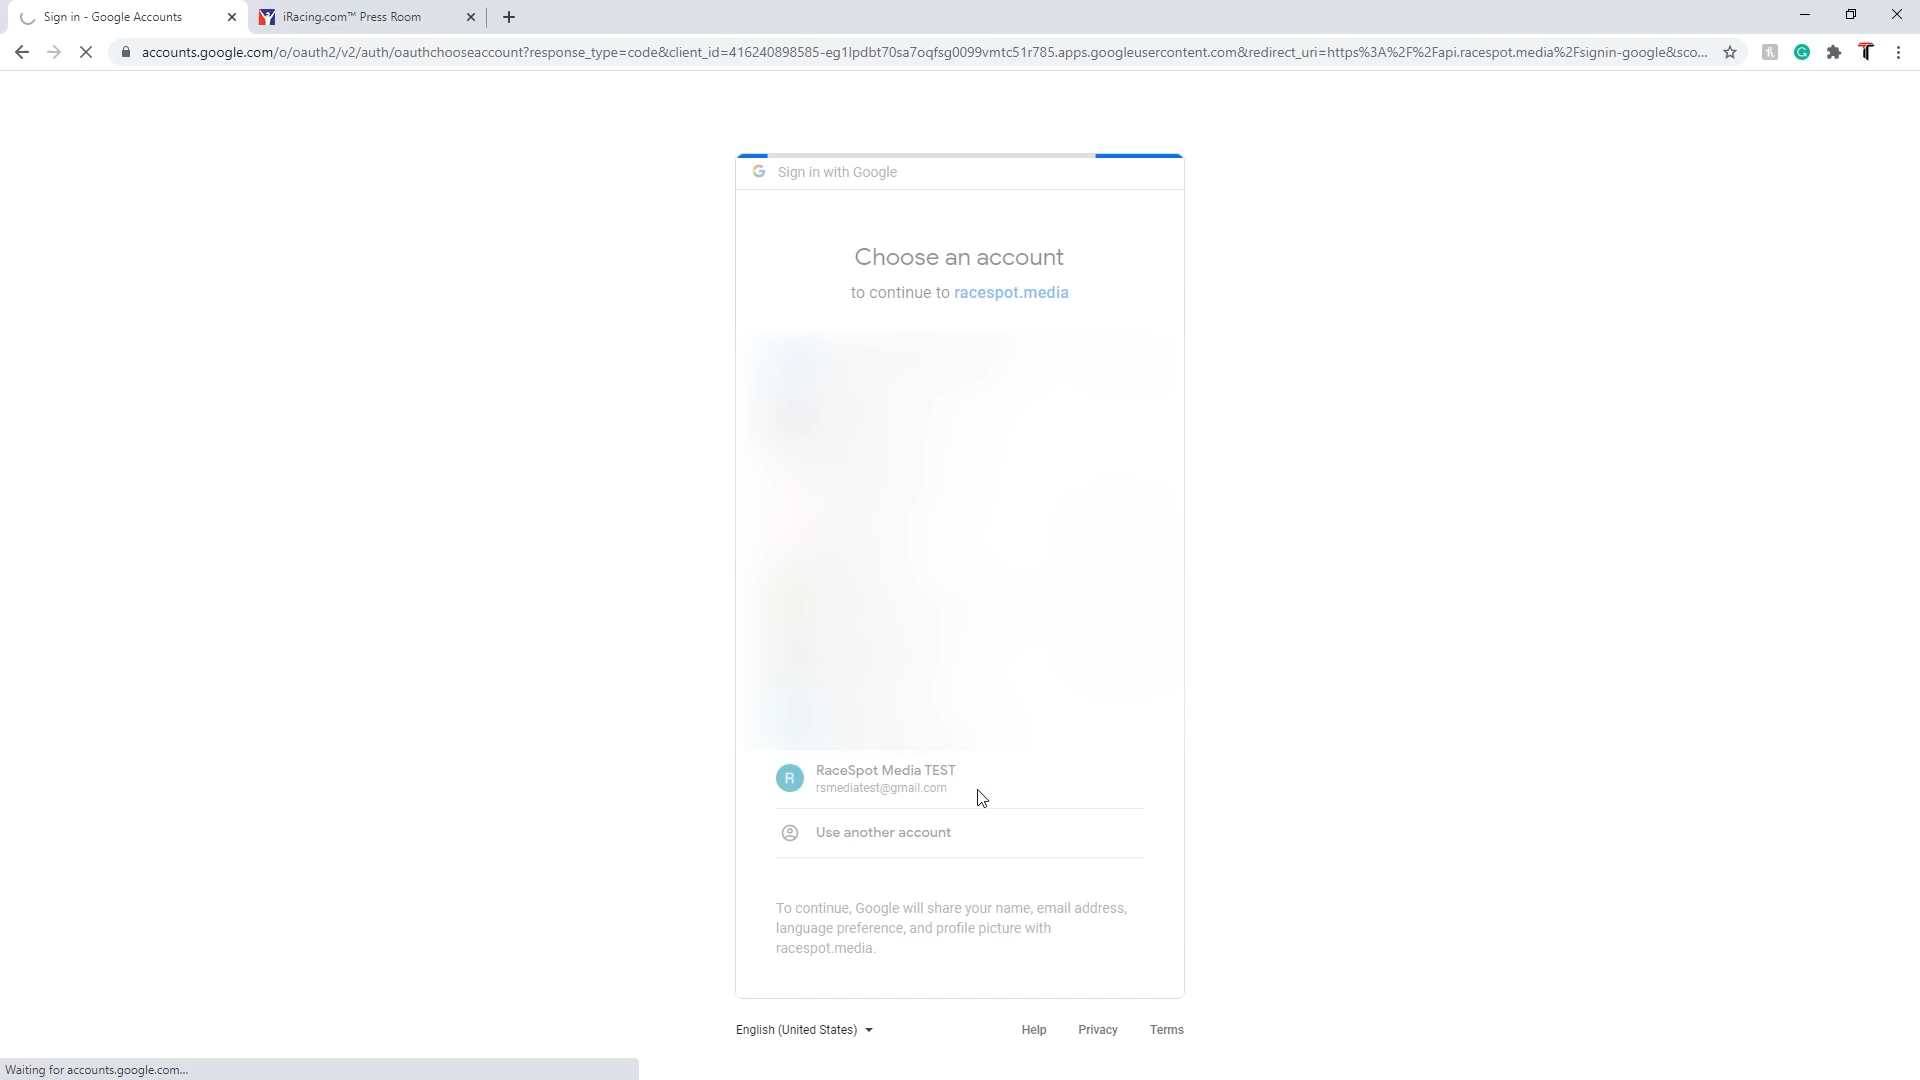 Sign in - Google Accounts
iRacing.com™ Press Room
accounts.google.com/o/oauth2/v2/auth/oauthchooseaccount?response_type=code&client_id=416240898585-eg1lpdbt70sa7oqfsg0099vmtc51r785.apps.googleusercontent.com&redirect_uri=https%3A%2F%2Fapi.racespot.media%2Fsignin-google&sco...
Sign in with Google
Choose an account
to continue to racespot.media
R
RaceSpot Media TEST
rsmediatest@gmail.com
Use another account
To continue, Google will share your name, email address,
language preference, and profile picture with
racespot.media.
English (United States) Help Privacy Terms
Waiting for accounts.google.com...